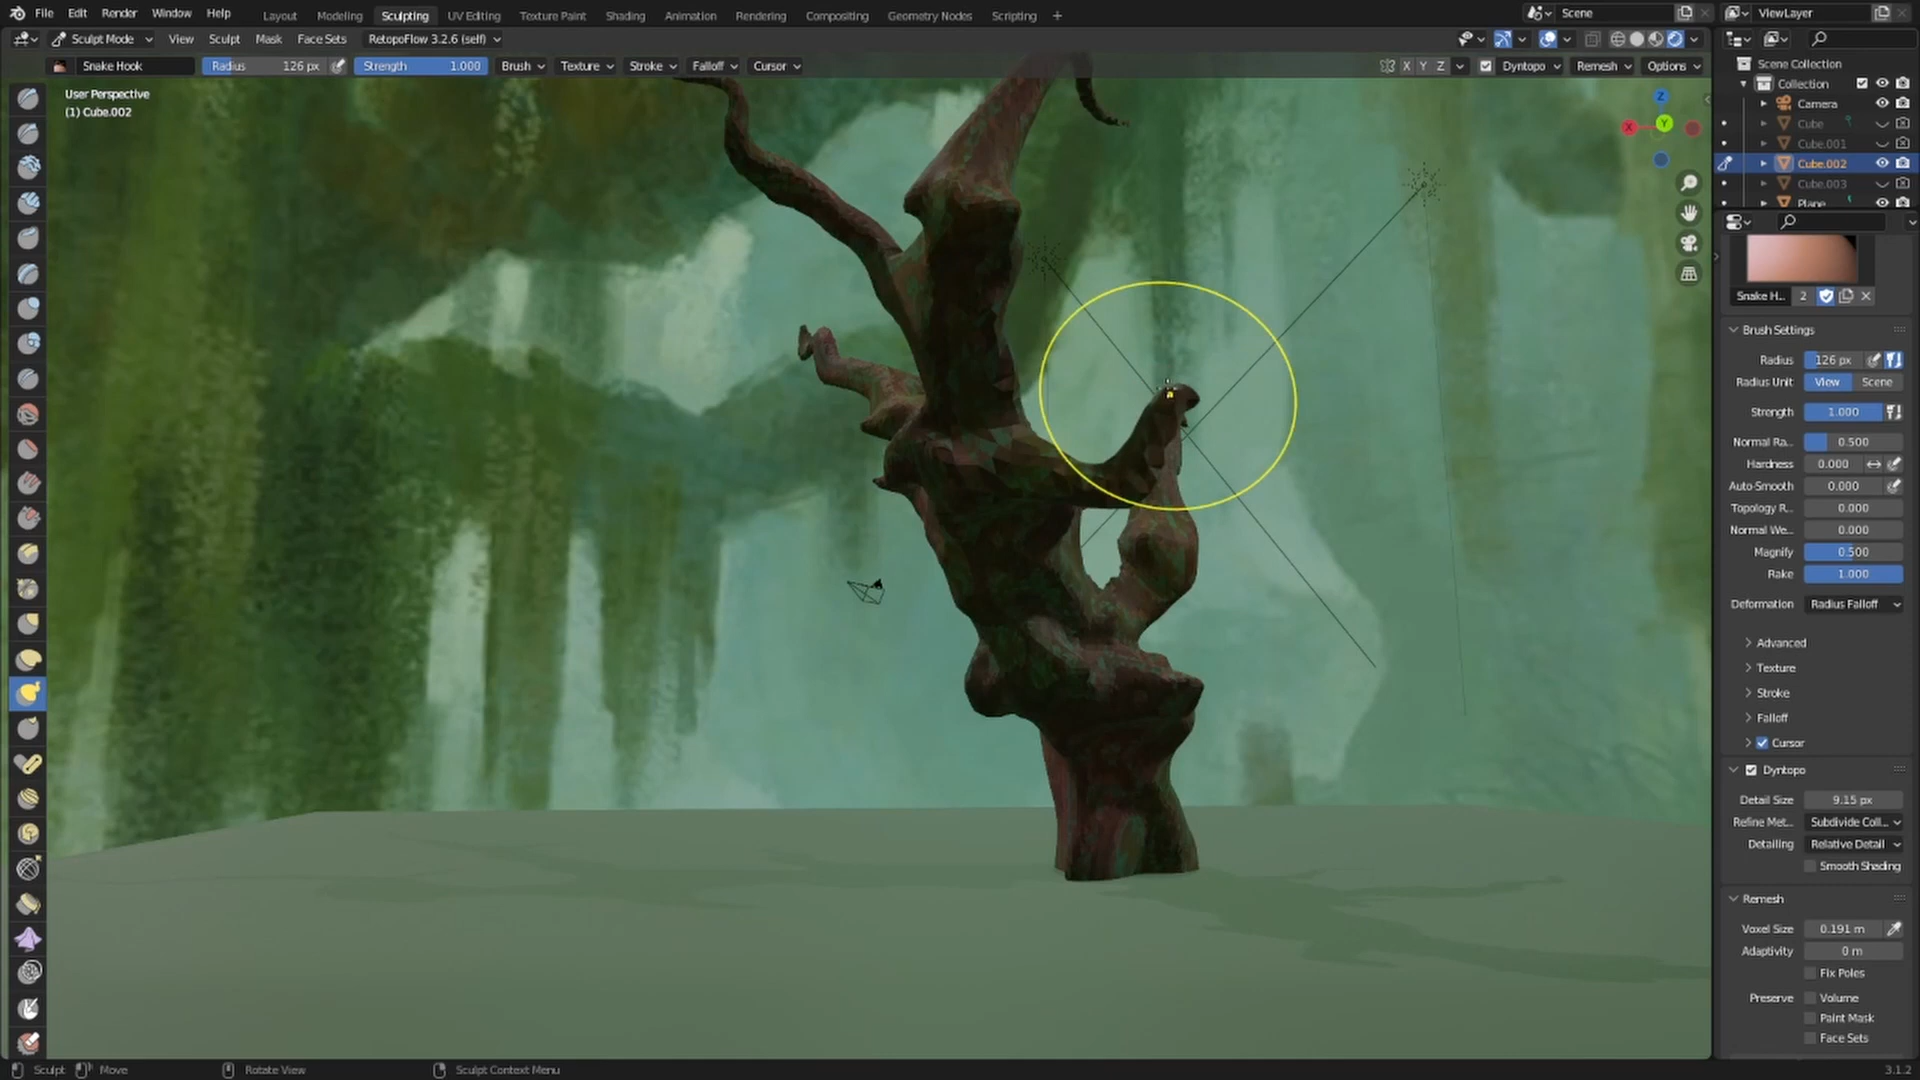 File Edit Render Window Help Layout Modeling Sculpting UV Editing Texture Paint Shading Animation Rendering Compositing Geometry Nodes Scripting + Scene ViewLayer
Sculpt Mode View Sculpt Mask Face Sets RetopoFlow 3.2.6 (self)
Snake Hook Radius 126 px Strength 1.000 Brush Texture Stroke Falloff Cursor X Y Z Dyntopo Remesh Options
User Perspective
(1) Cube.002
Z
X Y
Scene Collection
Collection
Camera
Cube
Cube.001
Cube.002
Cube.003
Plane
Snake H... 2
Brush Settings
Radius 126 px
Radius Unit View Scene
Strength 1.000
Normal Ra... 0.500
Hardness 0.000
Auto-Smooth 0.000
Topology R... 0.000
Normal We... 0.000
Magnify 0.500
Rake 1.000
Deformation Radius Falloff
Advanced
Texture
Stroke
Falloff
Cursor
Dyntopo
Detail Size 9.15 px
Refine Met... Subdivide Coll...
Detailing Relative Detail
Smooth Shading
Remesh
Voxel Size 0.191 m
Adaptivity 0 m
Fix Poles
Preserve Volume
Paint Mask
Face Sets
Sculpt Move Rotate View Sculpt Context Menu 3.1.2